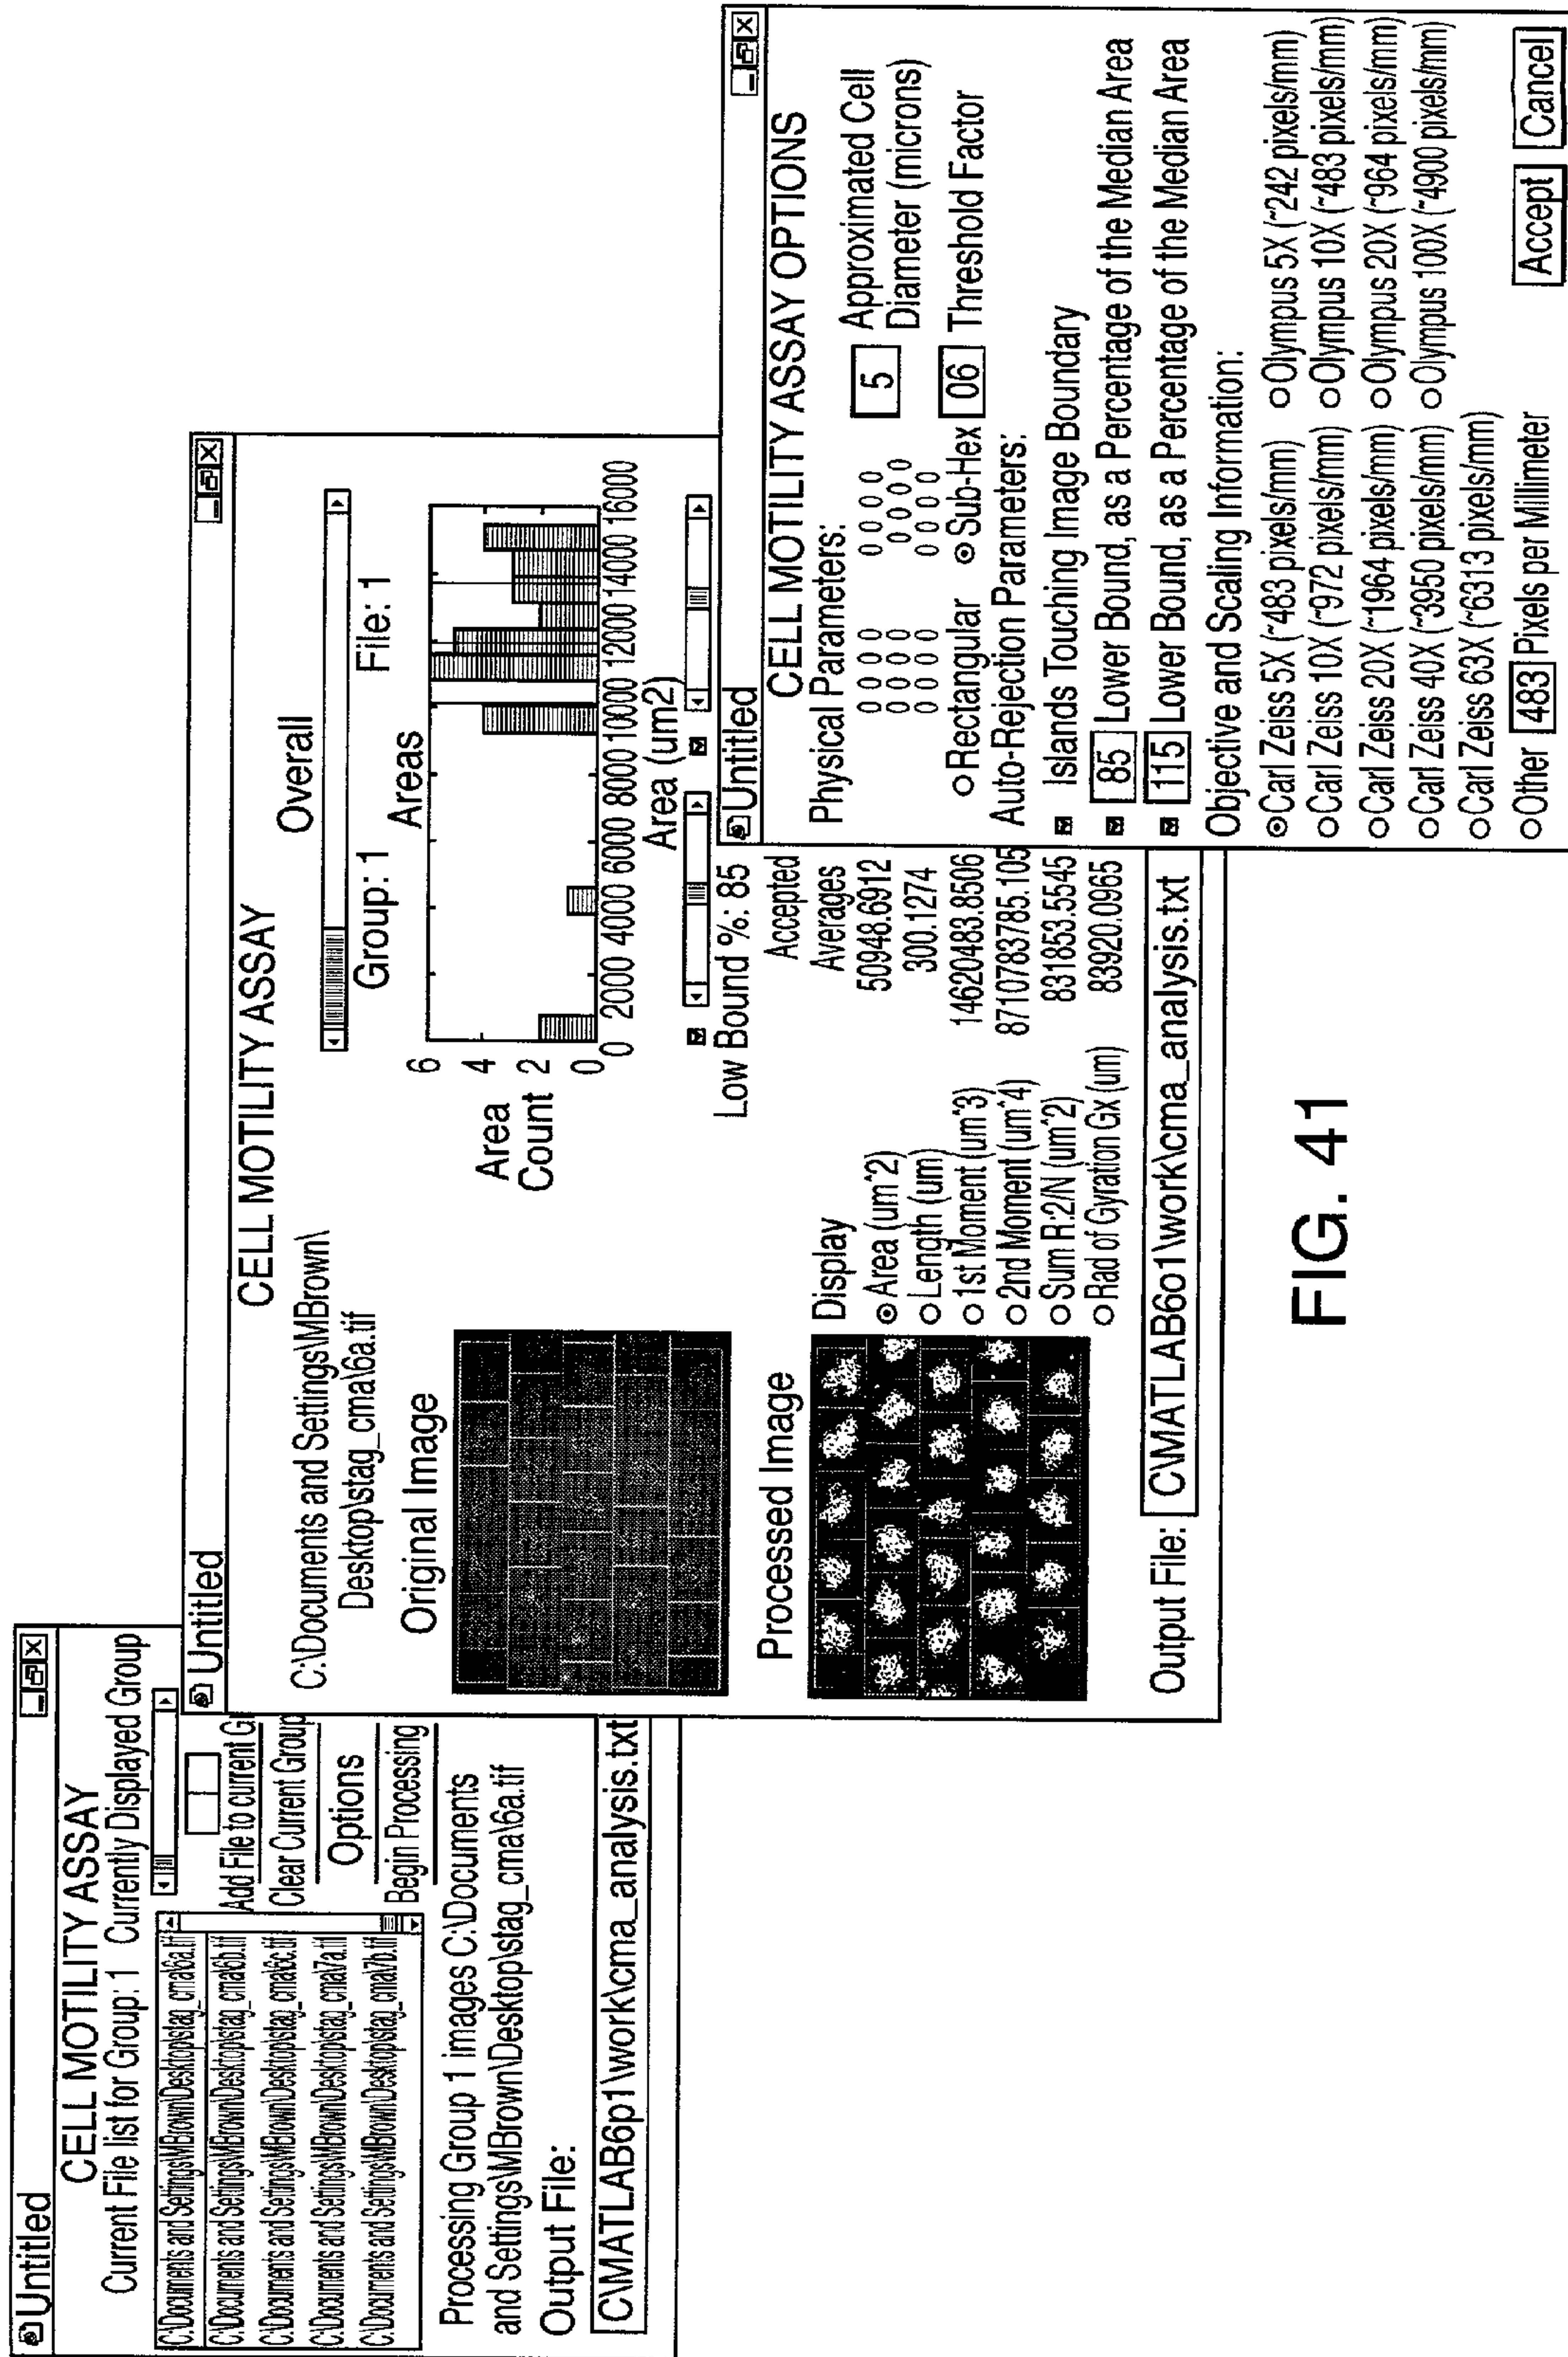 Untitled
CELL MOTILITY ASSAY
Current File list for Group: 1 Currently Displayed Group
C:\Documents and Settings\MBrown\Desktop\stag_cma\6a.tif
C:\Documents and Settings\MBrown\Desktop\stag_cma\6b.tif
C:\Documents and Settings\MBrown\Desktop\stag_cma\6c.tif
C:\Documents and Settings\MBrown\Desktop\stag_cma\7a.tif
C:\Documents and Settings\MBrown\Desktop\stag_cma\7b.tif
Add File to current G
Clear Current Group
Options
Begin Processing
Processing Group 1 images C:\Documents
and Settings\MBrown\Desktop\stag_cma\6a.tif
Output File:
C\MATLAB6p1\work\cma_analysis.txt
Untitled
CELL MOTILITY ASSAY
C:\Documents and Settings\MBrown\
Desktop\stag_cma\6a.tif
Original Image
Overall
Group: 1 File: 1
Areas
6
4
2
0
Area
Count
0 2000 4000 6000 8000 10000 12000 14000 16000
Area (um2)
Low Bound %: 85
Processed Image
Display
Accepted
Averages
Area (um^2) 50948.6912
Length (um) 300.1274
1st Moment (um^3) 14620483.8506
2nd Moment (um^4) 8710783785.105
Sum R:2/N (um^2) 831853.5545
Rad of Gyration Gx (um) 83920.0965
Output File: C\MATLAB6o1\work\cma_analysis.txt
Untitled
CELL MOTILITY ASSAY OPTIONS
Physical Parameters:
5 Approximated Cell
Diameter (microns)
Rectangular Sub-Hex 06 Threshold Factor
Auto-Rejection Parameters:
Islands Touching Image Boundary
85 Lower Bound, as a Percentage of the Median Area
115 Lower Bound, as a Percentage of the Median Area
Objective and Scaling Information:
Carl Zeiss 5X (~483 pixels/mm) Olympus 5X (~242 pixels/mm)
Carl Zeiss 10X (~972 pixels/mm) Olympus 10X (~483 pixels/mm)
Carl Zeiss 20X (~1964 pixels/mm) Olympus 20X (~964 pixels/mm)
Carl Zeiss 40X (~3950 pixels/mm) Olympus 100X (~4900 pixels/mm)
Carl Zeiss 63X (~6313 pixels/mm)
Other 483 Pixels per Millimeter
Accept Cancel
FIG. 41